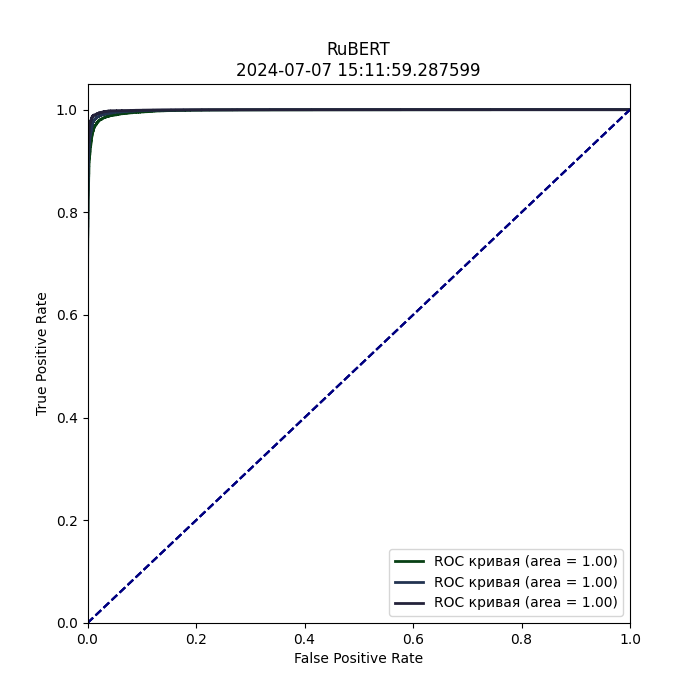 RuBERT
2024-07-07 15:11:59.287599
1.0
0.8
0.6
0.4
0.2
0.0
True Positive Rate
ROC кривая (area = 1.00)
ROC кривая (area = 1.00)
ROC кривая (area = 1.00)
0.0 0.2 0.4 0.6 0.8 1.0
False Positive Rate